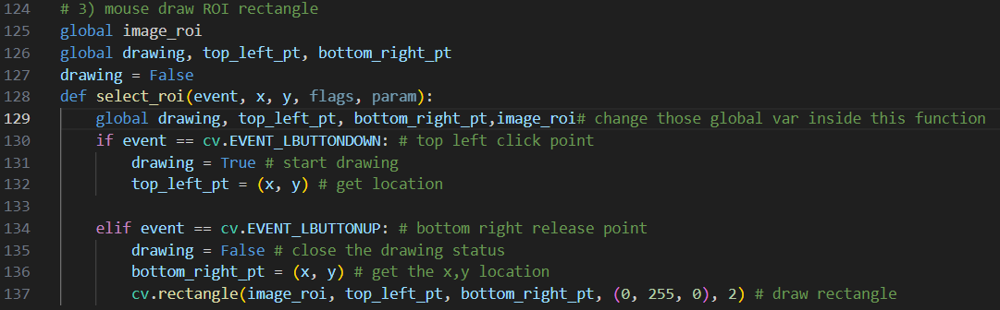 124 # 3) mouse draw ROI rectangle
125 global image_roi
126 global drawing, top_left_pt, bottom_right_pt
127 drawing = False
128 def select_roi(event, x, y, flags, param):
129     global drawing, top_left_pt, bottom_right_pt,image_roi# change those global var inside this function
130     if event == cv.EVENT_LBUTTONDOWN: # top left click point
131         drawing = True # start drawing
132         top_left_pt = (x, y) # get location
133
134     elif event == cv.EVENT_LBUTTONUP: # bottom right release point
135         drawing = False # close the drawing status
136         bottom_right_pt = (x, y) # get the x,y location
137         cv.rectangle(image_roi, top_left_pt, bottom_right_pt, (0, 255, 0), 2) # draw rectangle